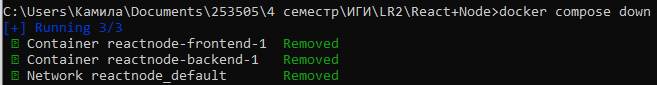 C:\Users\Камила\Documents\253505\4 семестр\ИГИ\LR2\React+Node>docker compose down
[+] Running 3/3
Container reactnode-frontend-1 Removed
Container reactnode-backend-1 Removed
Network reactnode_default Removed